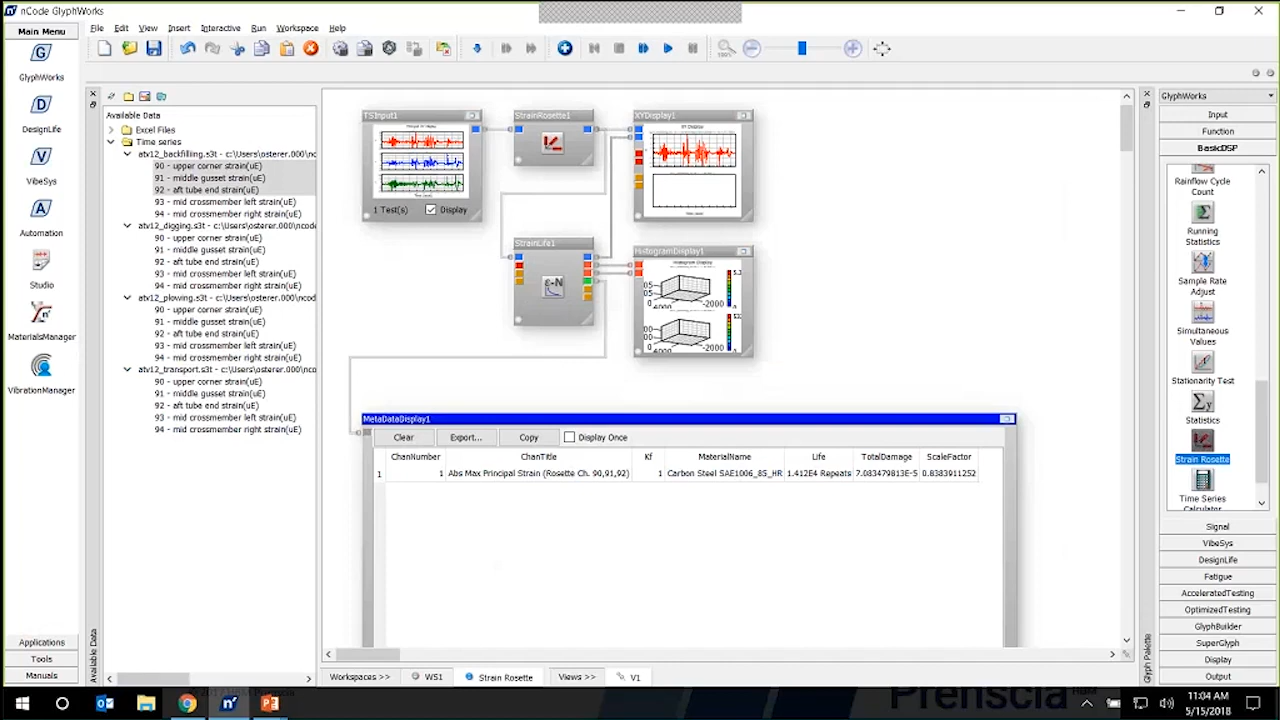 nCode GlyphWorks
Main Menu
File Edit View Insert Interactive Run Workspace Help
GlyphWorks
DesignLife
VibeSys
Automation
Studio
MaterialsManager
VibrationManager
Applications
Tools
Manuals
Available Data
Available Data
Excel Files
Time series
atv12_backfilling.s3t - c:\Users\osterer.000\nc
90 - upper corner strain(uE)
91 - middle gusset strain(uE)
92 - aft tube end strain(uE)
93 - mid crossmember left strain(uE)
94 - mid crossmember right strain(uE)
atv12_digging.s3t - c:\Users\osterer.000\ncode
90 - upper corner strain(uE)
91 - middle gusset strain(uE)
92 - aft tube end strain(uE)
93 - mid crossmember left strain(uE)
94 - mid crossmember right strain(uE)
atv12_plowing.s3t - c:\Users\osterer.000\ncod
90 - upper corner strain(uE)
91 - middle gusset strain(uE)
92 - aft tube end strain(uE)
93 - mid crossmember left strain(uE)
94 - mid crossmember right strain(uE)
atv12_transport.s3t - c:\Users\osterer.000\nco
90 - upper corner strain(uE)
91 - middle gusset strain(uE)
92 - aft tube end strain(uE)
93 - mid crossmember left strain(uE)
94 - mid crossmember right strain(uE)
TSInput1
1 Test(s) Display
StrainRosette1
XYDisplay1
StrainLife1
ε-N
HistogramDisplay1
Histogram Display
-2000
-2000
MetaDataDisplay1
Clear Export... Copy Display Once
ChanNumber ChanTitle Kf MaterialName Life TotalDamage ScaleFactor
1 1 Abs Max Principal Strain (Rosette Ch. 90,91,92) 1 Carbon Steel SAE1006_85_HR 1.412E4 Repeats 7.083479813E-5 0.8383911252
Workspaces >> WS1 Strain Rosette Views >> V1
Glyph Palette
GlyphWorks
Input
Function
BasicDSP
Rainflow Cycle
Count
Running
Statistics
Sample Rate
Adjust
Simultaneous
Values
Stationarity Test
Statistics
Strain Rosette
Time Series
Calculator
Signal
VibeSys
DesignLife
Fatigue
AcceleratedTesting
OptimizedTesting
GlyphBuilder
SuperGlyph
Display
Output
Prenscia
11:04 AM
5/15/2018